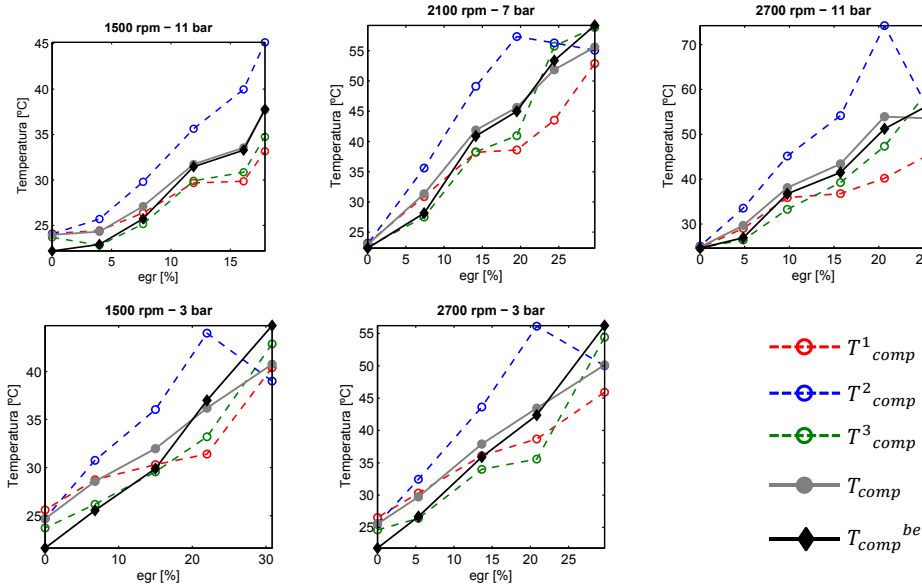 1500 rpm − 11 bar
45
40
35
30
25
0 5 10 15
Temperatura [ºC]
egr [%]
2100 rpm − 7 bar
55
50
45
40
35
30
25
0 5 10 15 20 25
Temperatura [ºC]
egr [%]
2700 rpm − 11 bar
70
60
50
40
30
0 5 10 15 20
Temperatura [ºC]
egr [%]
1500 rpm − 3 bar
40
35
30
25
0 10 20 30
Temperatura [ºC]
egr [%]
2700 rpm − 3 bar
55
50
45
40
35
30
25
0 5 10 15 20 25
Temperatura [ºC]
egr [%]
T¹comp
T²comp
T³comp
Tcomp
Tcomp be